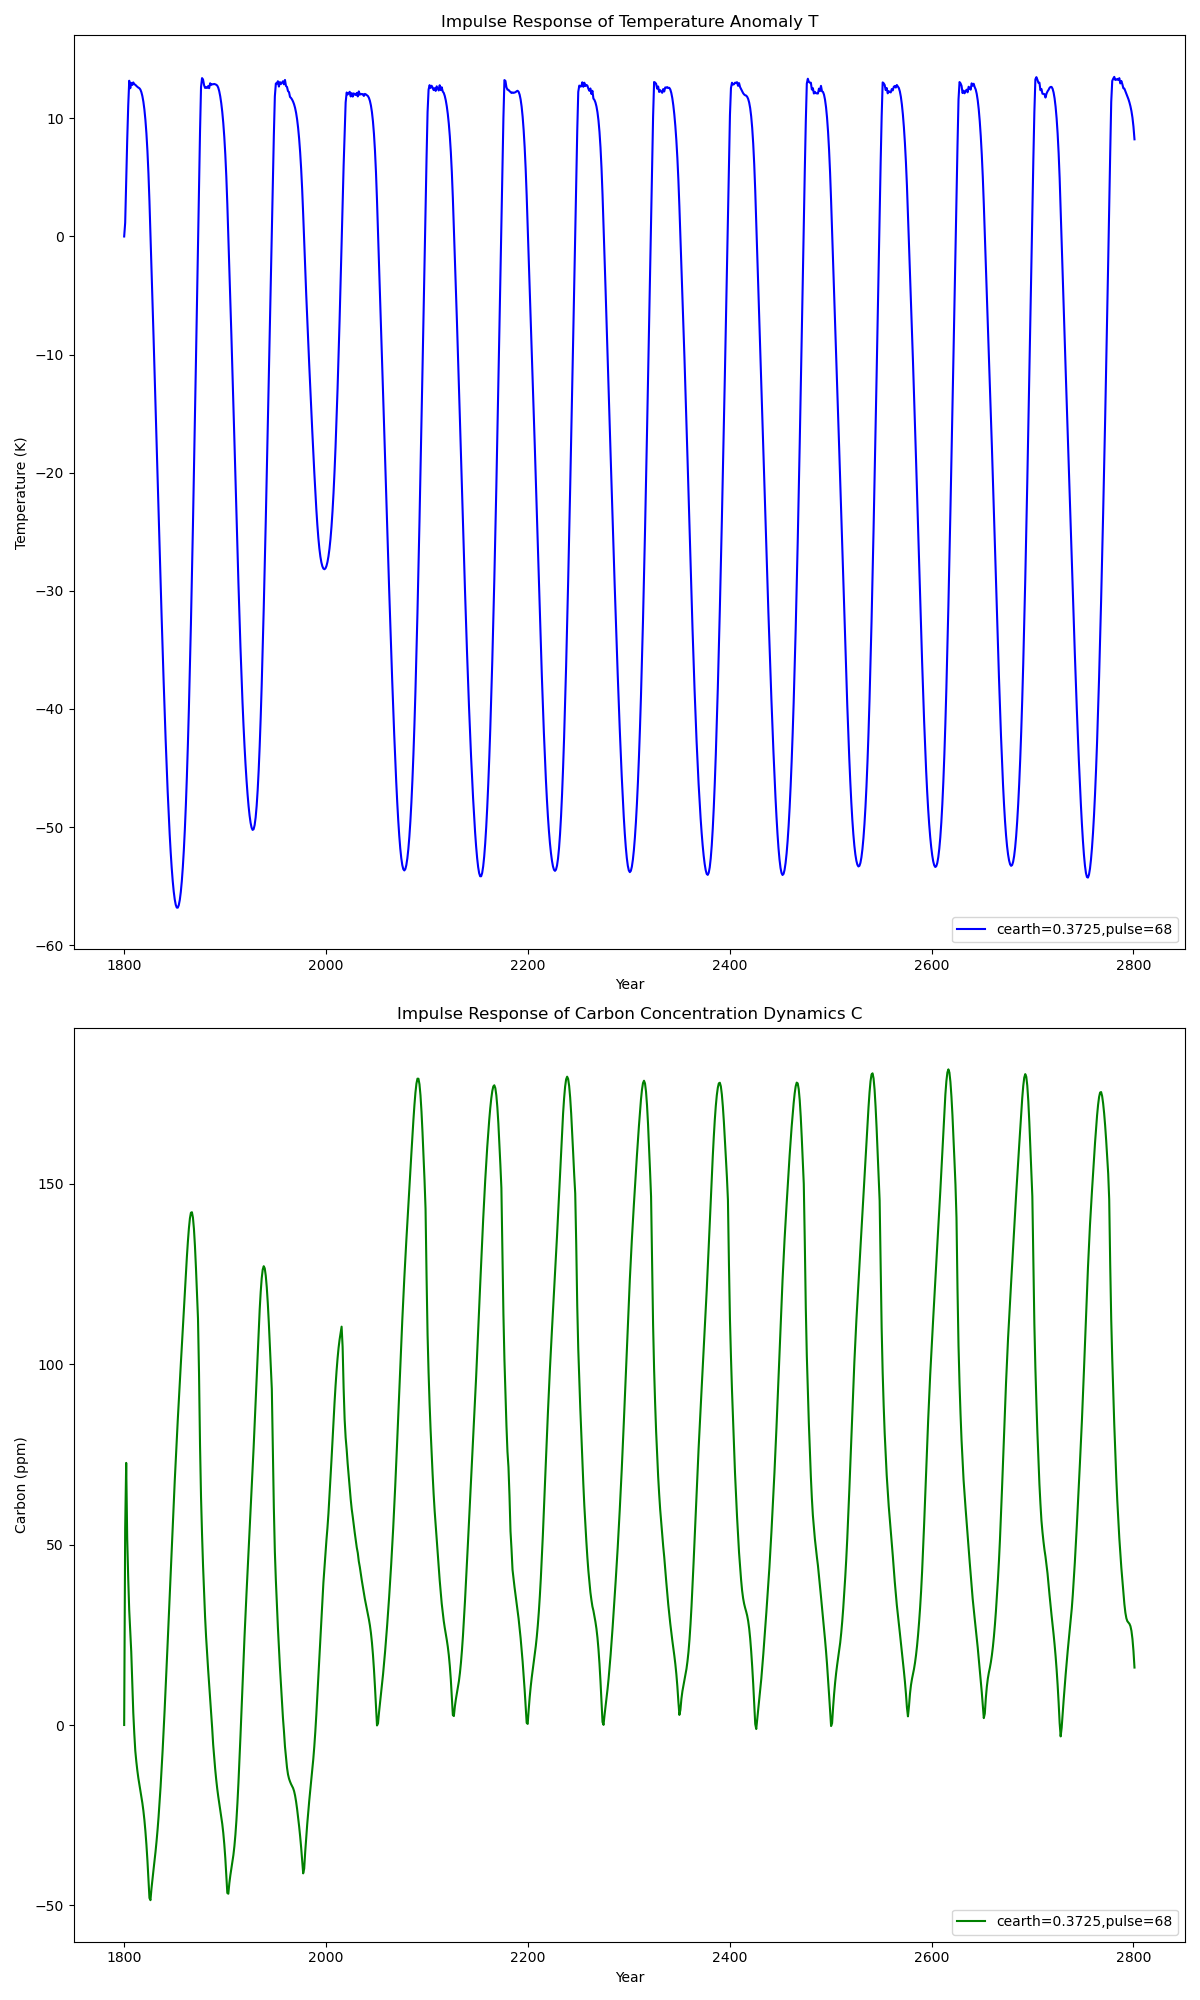 Impulse Response of Temperature Anomaly T
10
0
−10
−20
−30
−40
−50
−60
Temperature (K)
cearth=0.3725,pulse=68
1800 2000 2200 2400 2600 2800
Year
Impulse Response of Carbon Concentration Dynamics C
150
100
50
0
−50
Carbon (ppm)
cearth=0.3725,pulse=68
1800 2000 2200 2400 2600 2800
Year